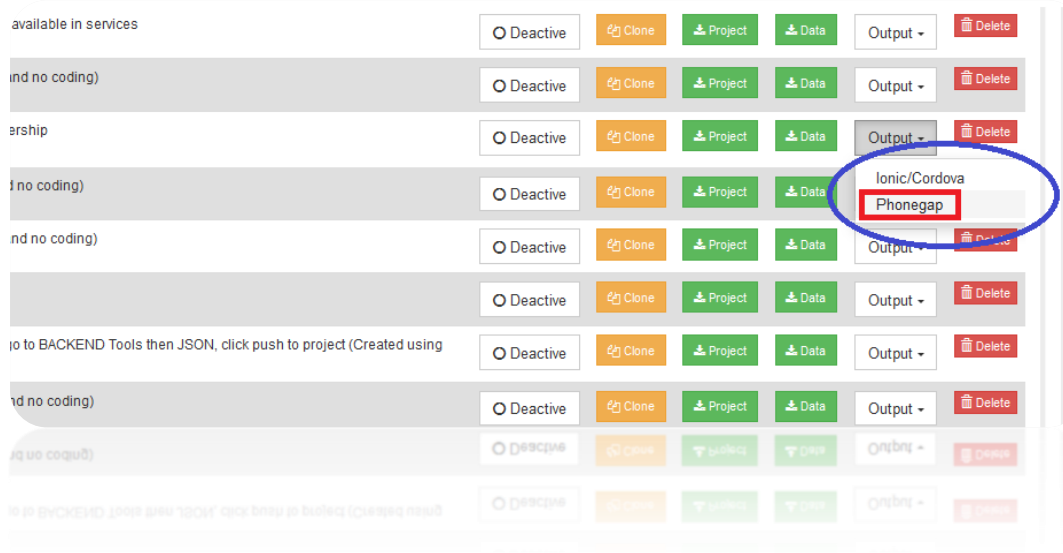 available in services
Deactive Clone Project Data Output Delete
and no coding)
Deactive Clone Project Data Output Delete
ership
Deactive Clone Project Data Output Delete
Ionic/Cordova
Phonegap
d no coding)
Deactive Clone Project Data
and no coding)
Deactive Clone Project Data Output Delete
Deactive Clone Project Data Output Delete
go to BACKEND Tools then JSON, click push to project (Created using
Deactive Clone Project Data Output Delete
nd no coding)
Deactive Clone Project Data Output Delete